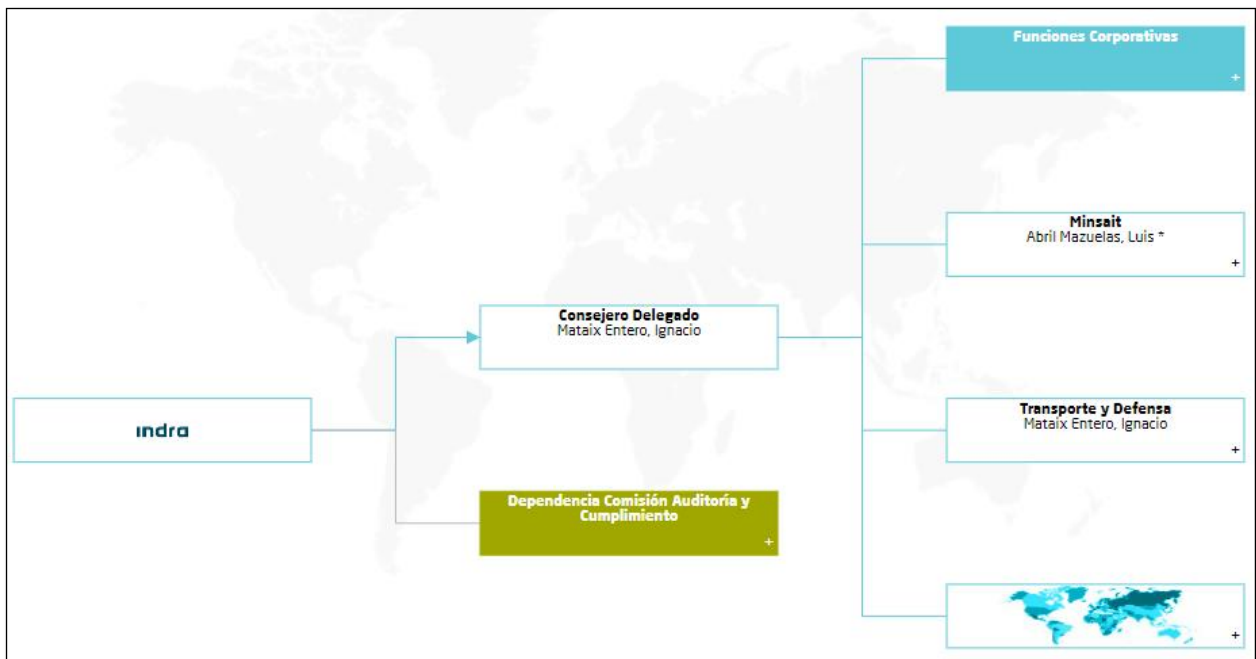 Funciones Corporativas
+
Minsait
Abril Mazuelas, Luis *
+
Consejero Delegado
Mataix Entero, Ignacio
indra
Transporte y Defensa
Mataix Entero, Ignacio
+
Dependencia Comisión Auditoría y
Cumplimiento
+
+